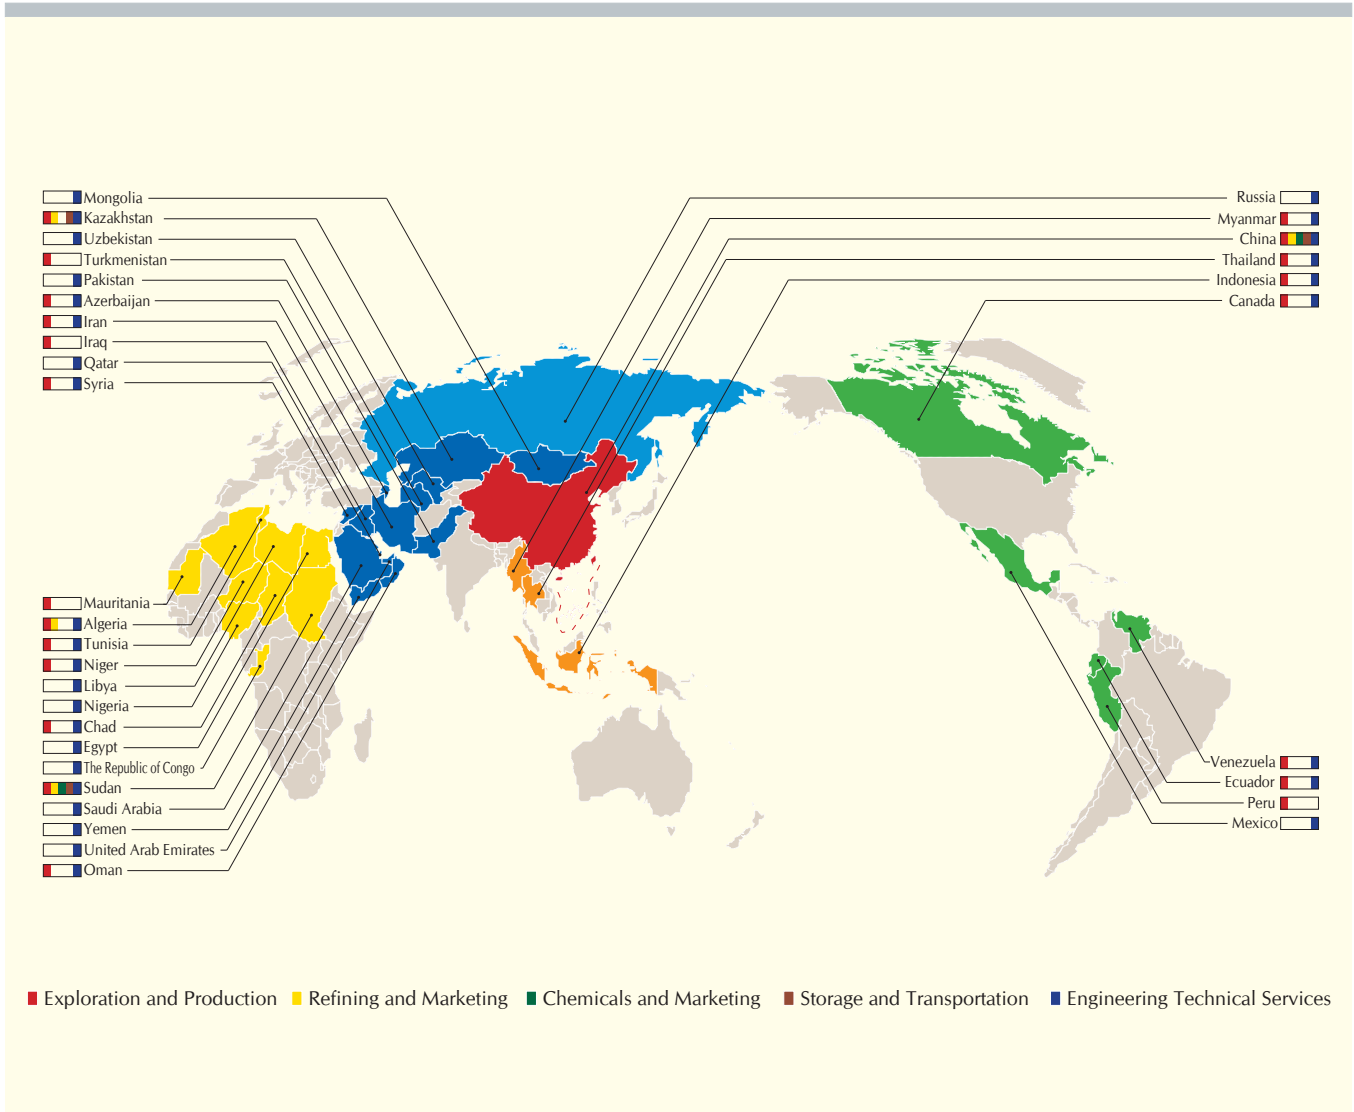 Mongolia
Kazakhstan
Uzbekistan
Turkmenistan
Pakistan
Azerbaijan
Iran
Iraq
Qatar
Syria
Russia
Myanmar
China
Thailand
Indonesia
Canada
Mauritania
Algeria
Tunisia
Niger
Libya
Nigeria
Chad
Egypt
The Republic of Congo
Sudan
Saudi Arabia
Yemen
United Arab Emirates
Oman
Venezuela
Ecuador
Peru
Mexico
Exploration and Production Refining and Marketing Chemicals and Marketing Storage and Transportation Engineering Technical Services